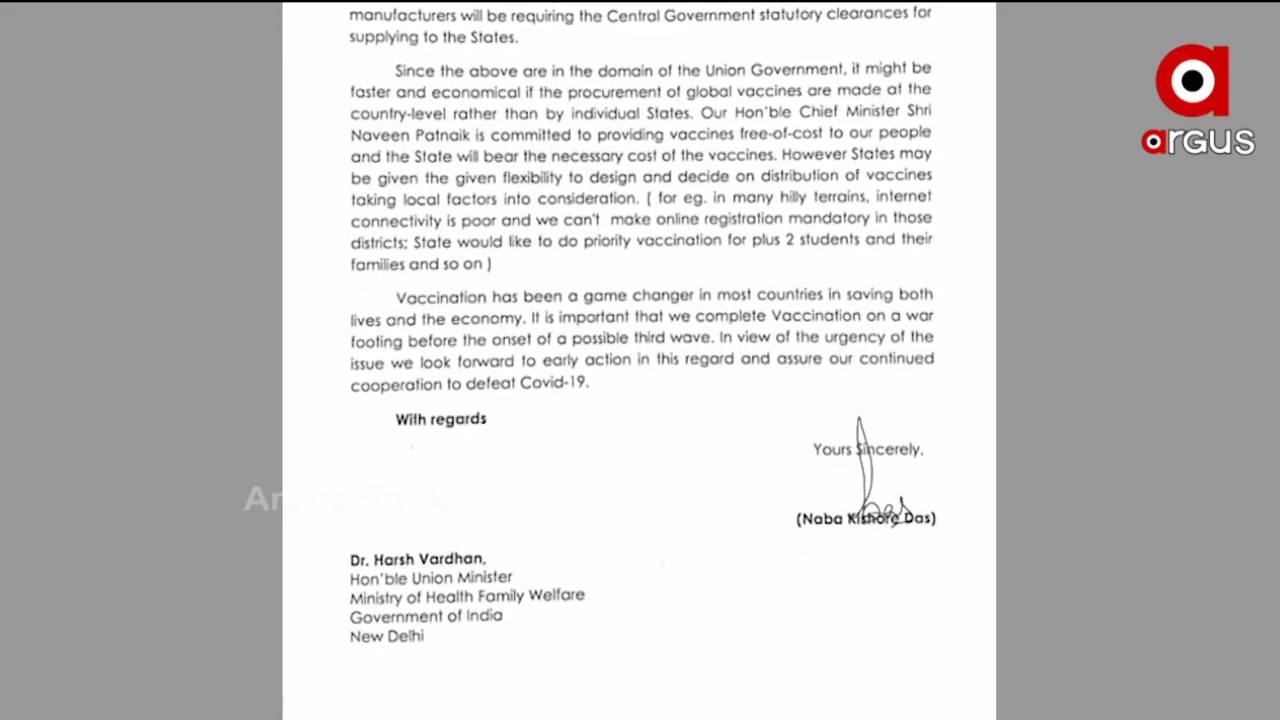 manufacturers will be requiring the Central Government statutory clearances for
supplying to the States.
Since the above are in the domain of the Union Government, it might be
faster and economical if the procurement of global vaccines are made at the
country-level rather than by individual States. Our Hon'ble Chief Minister Shri
Naveen Patnaik is committed to providing vaccines free-of-cost to our people
and the State will bear the necessary cost of the vaccines. However States may
be given the given flexibility to design and decide on distribution of vaccines
taking local factors into consideration. ( for eg. in many hilly terrains, internet
connectivity is poor and we can't make online registration mandatory in those
districts; State would like to do priority vaccination for plus 2 students and their
families and so on )
Vaccination has been a game changer in most countries in saving both
lives and the economy. It is important that we complete Vaccination on a war
footing before the onset of a possible third wave. In view of the urgency of the
issue we look forward to early action in this regard and assure our continued
cooperation to defeat Covid-19.
With regards
Yours Sincerely,
(Naba Kishore Das)
Dr. Harsh Vardhan,
Hon'ble Union Minister
Ministry of Health Family Welfare
Government of India
New Delhi
argus